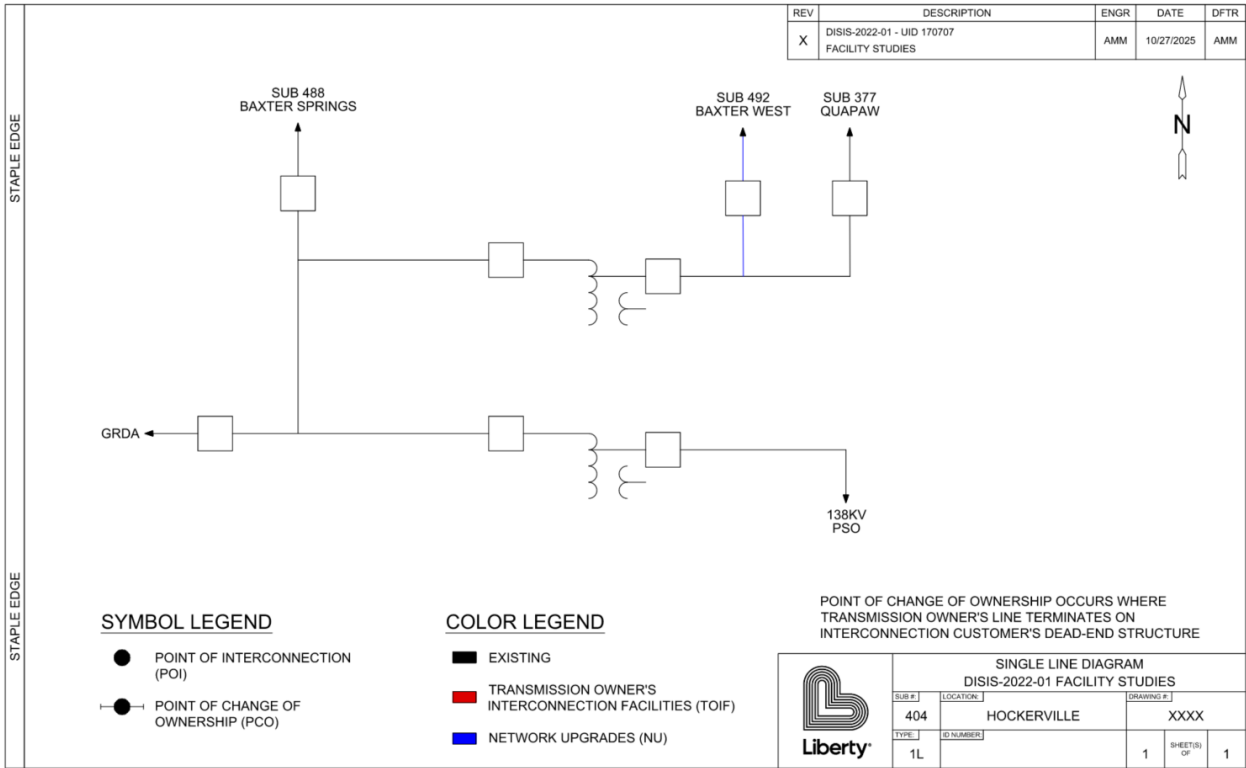 REV DESCRIPTION ENGR DATE DFTR
X DISIS-2022-01 - UID 170707 AMM 10/27/2025 AMM
FACILITY STUDIES
STAPLE EDGE
SUB 488
BAXTER SPRINGS
SUB 492
BAXTER WEST
SUB 377
QUAPAW
N
GRDA
138KV
PSO
STAPLE EDGE
SYMBOL LEGEND
POINT OF INTERCONNECTION
(POI)
POINT OF CHANGE OF
OWNERSHIP (PCO)
COLOR LEGEND
EXISTING
TRANSMISSION OWNER'S
INTERCONNECTION FACILITIES (TOIF)
NETWORK UPGRADES (NU)
POINT OF CHANGE OF OWNERSHIP OCCURS WHERE
TRANSMISSION OWNER'S LINE TERMINATES ON
INTERCONNECTION CUSTOMER'S DEAD-END STRUCTURE
Liberty
SINGLE LINE DIAGRAM
DISIS-2022-01 FACILITY STUDIES
SUB #: LOCATION: DRAWING #:
404 HOCKERVILLE XXXX
TYPE: ID NUMBER:
1L 1 SHEET(S) OF 1